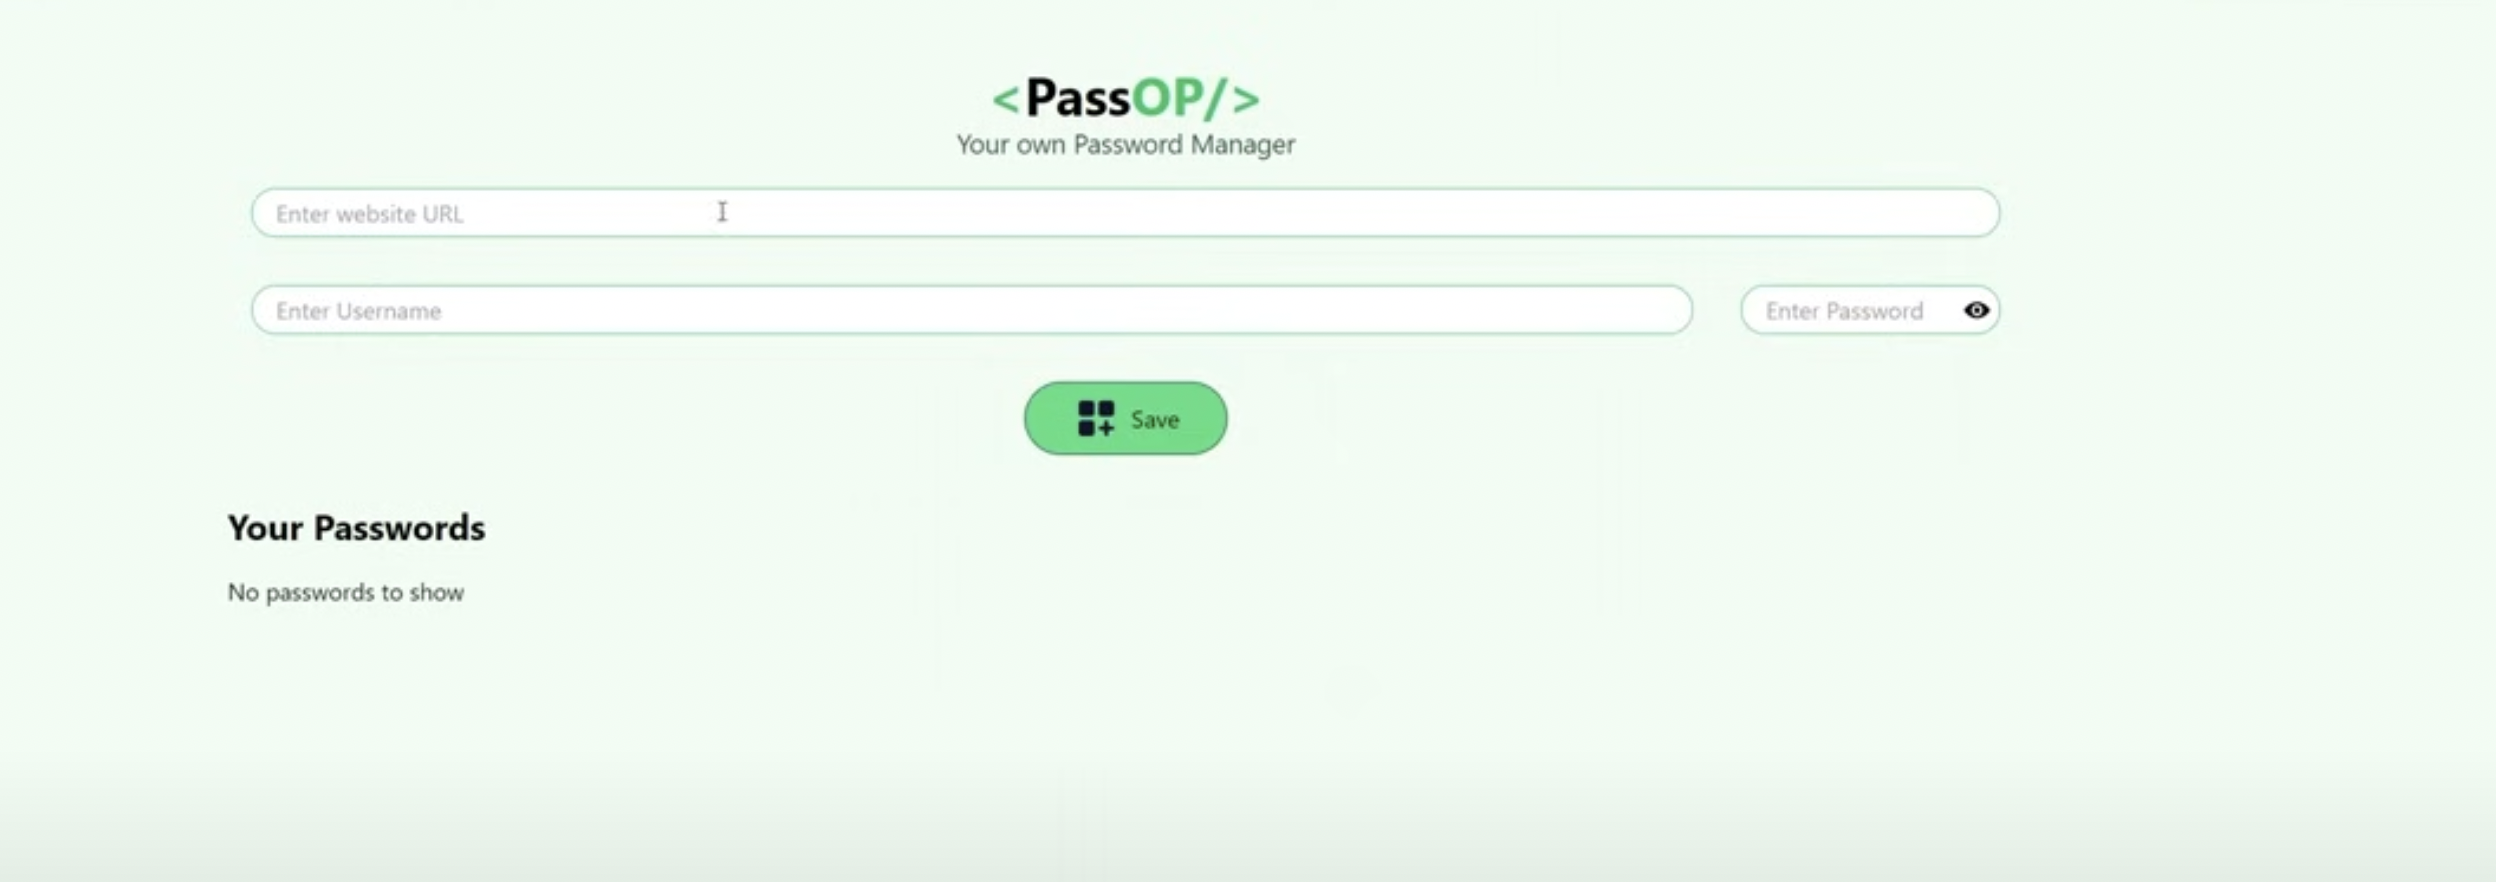 <PassOP/>
Your own Password Manager
Enter website URL
Enter Username
Enter Password
Save
Your Passwords
No passwords to show